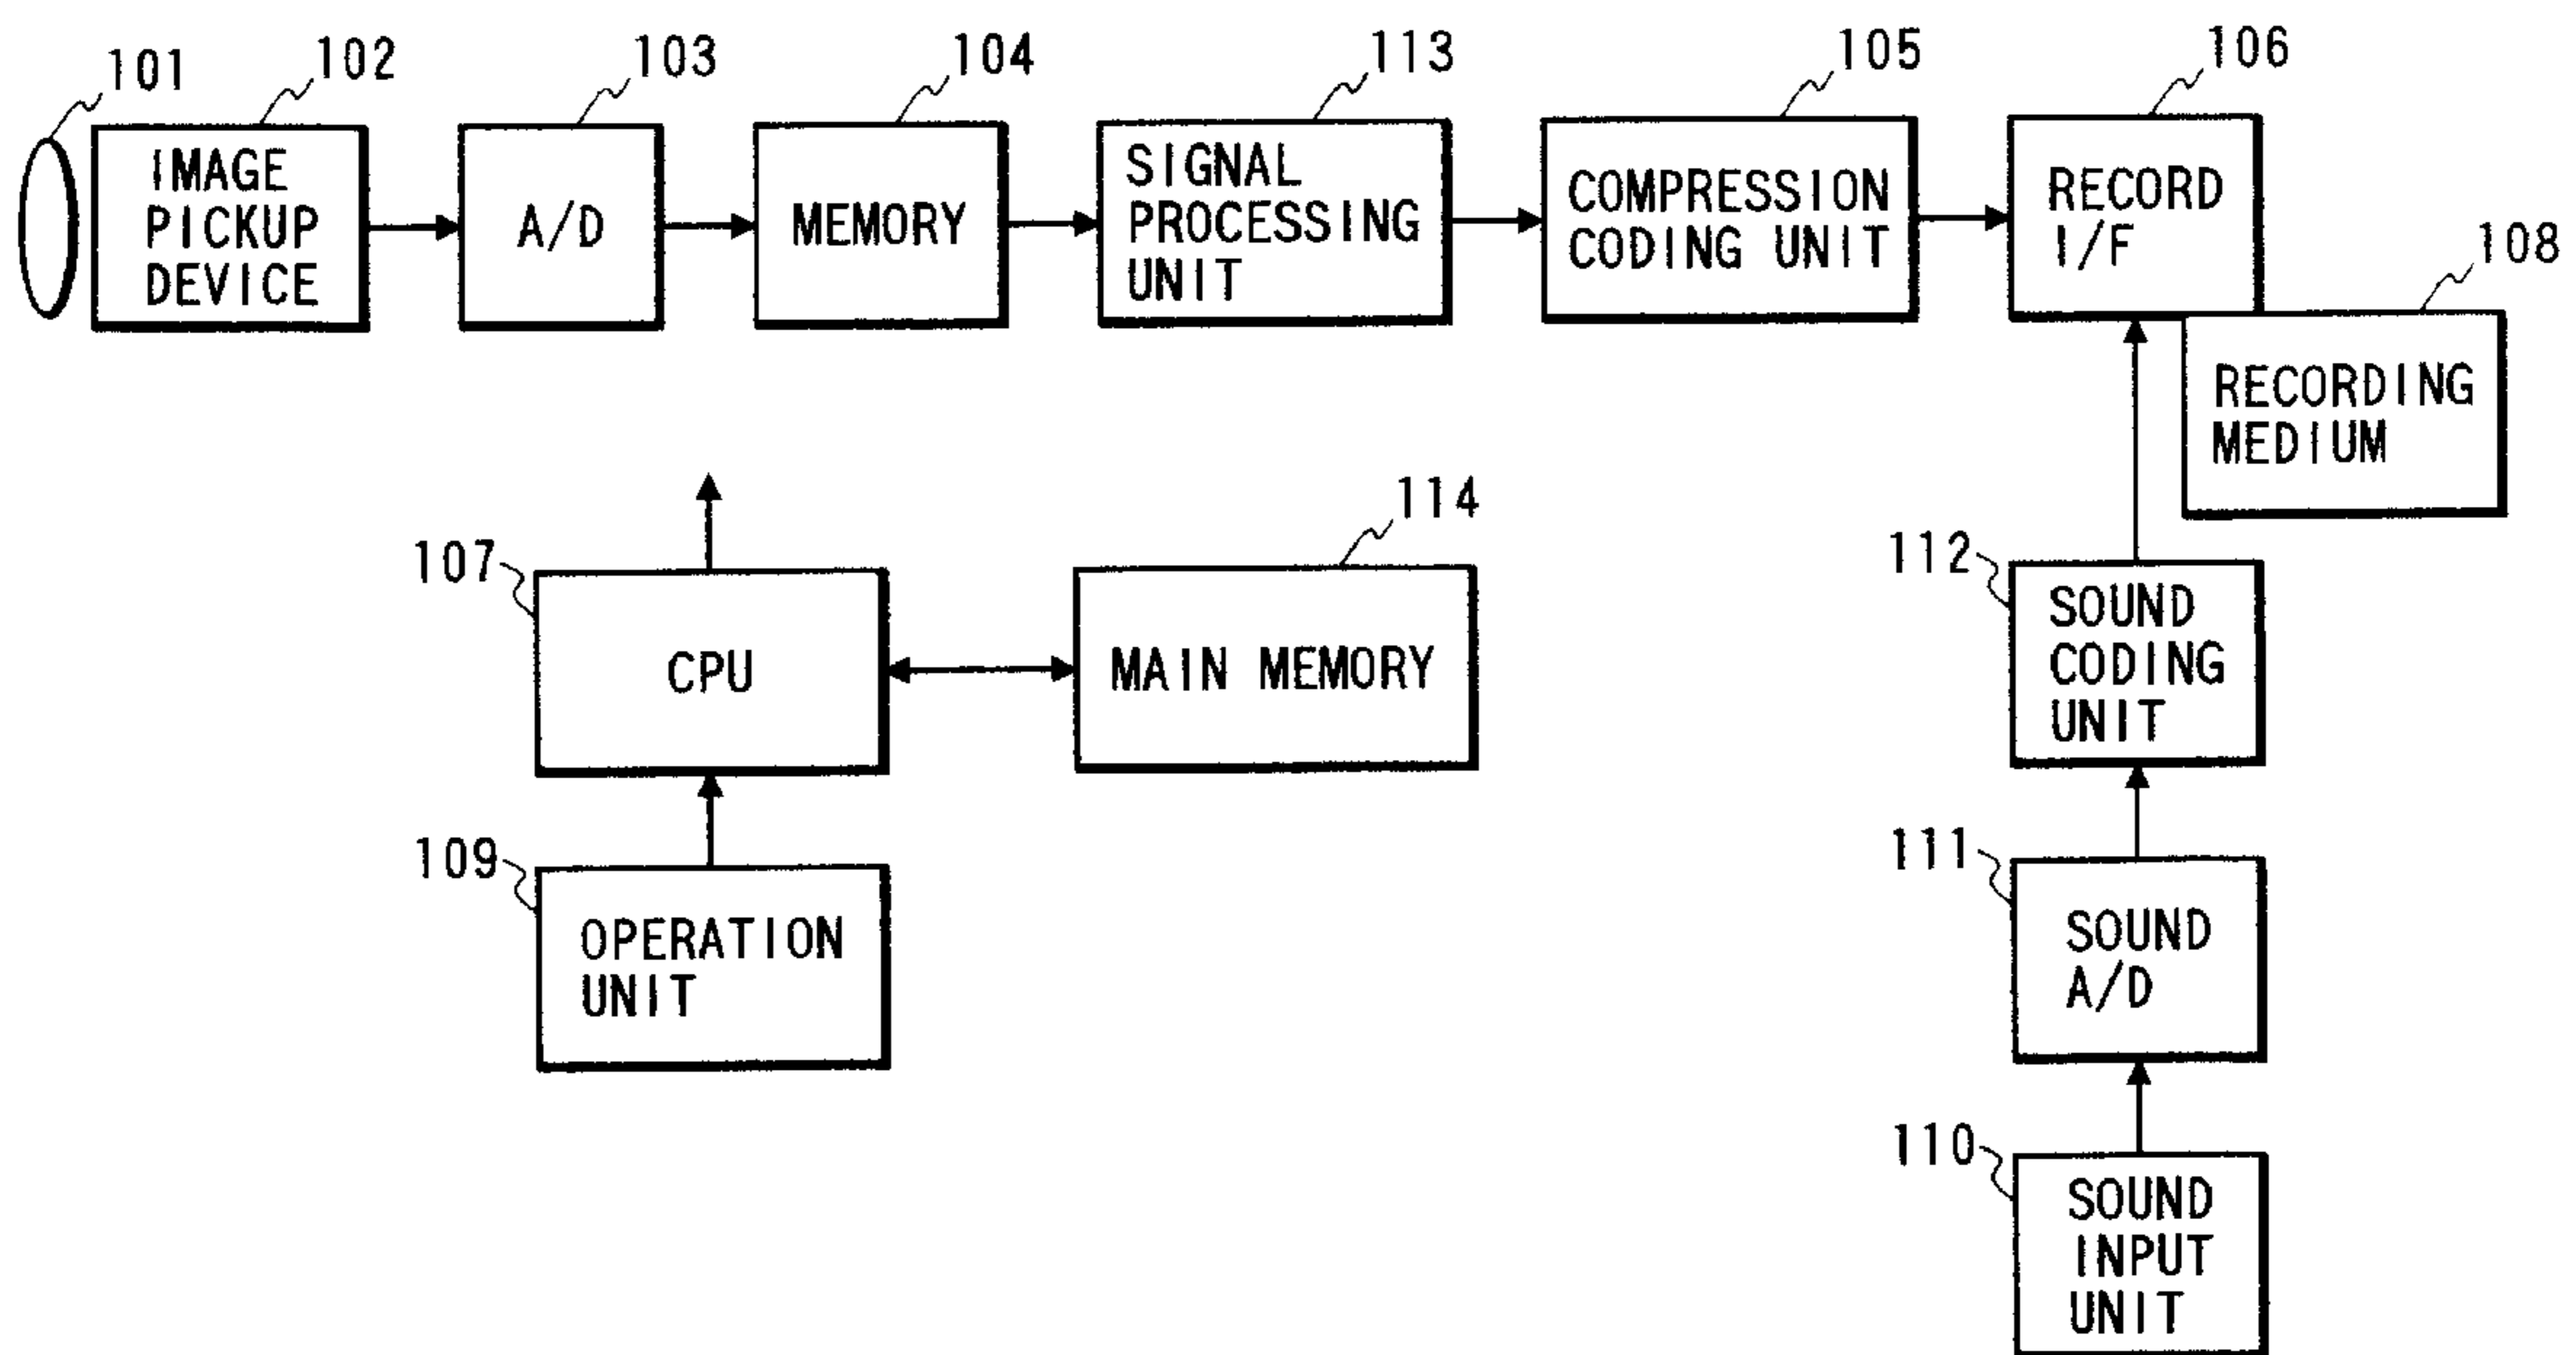 101
102
103
104
113
105
106
IMAGE
PICKUP
DEVICE
A/D
MEMORY
SIGNAL
PROCESSING
UNIT
COMPRESSION
CODING UNIT
RECORD
I/F
108
RECORDING
MEDIUM
107
CPU
114
MAIN MEMORY
112
SOUND
CODING
UNIT
109
OPERATION
UNIT
111
SOUND
A/D
110
SOUND
INPUT
UNIT